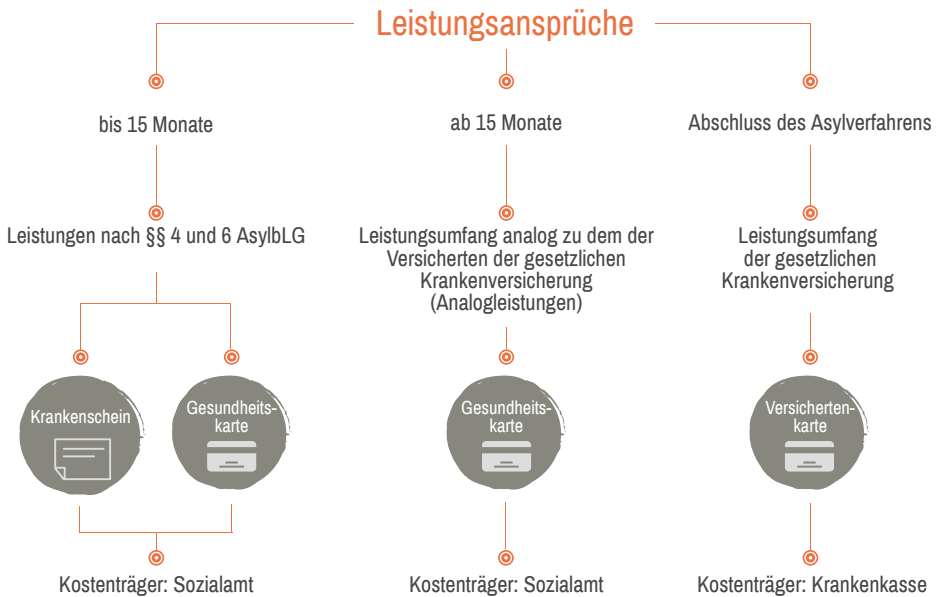 Leistungsansprüche
bis 15 Monate
Leistungen nach §§ 4 und 6 AsylbLG
Krankenschein
Gesundheits-
karte
Kostenträger: Sozialamt
ab 15 Monate
Leistungsumfang analog zu dem der
Versicherten der gesetzlichen
Krankenversicherung
(Analogleistungen)
Gesundheits-
karte
Kostenträger: Sozialamt
Abschluss des Asylverfahrens
Leistungsumfang
der gesetzlichen
Krankenversicherung
Versicherten-
karte
Kostenträger: Krankenkasse